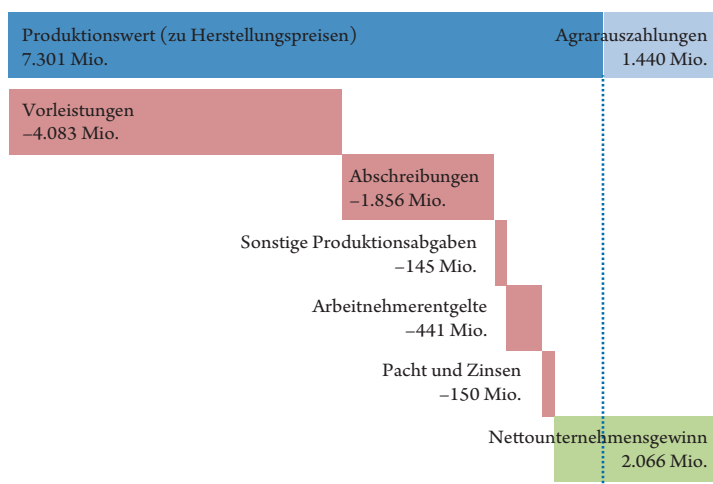 Produktionswert (zu Herstellungspreisen)
7.301 Mio.
Agrarauszahlungen
1.440 Mio.
Vorleistungen
–4.083 Mio.
Abschreibungen
–1.856 Mio.
Sonstige Produktionsabgaben
–145 Mio.
Arbeitnehmerentgelte
–441 Mio.
Pacht und Zinsen
–150 Mio.
Nettounternehmensgewinn
2.066 Mio.